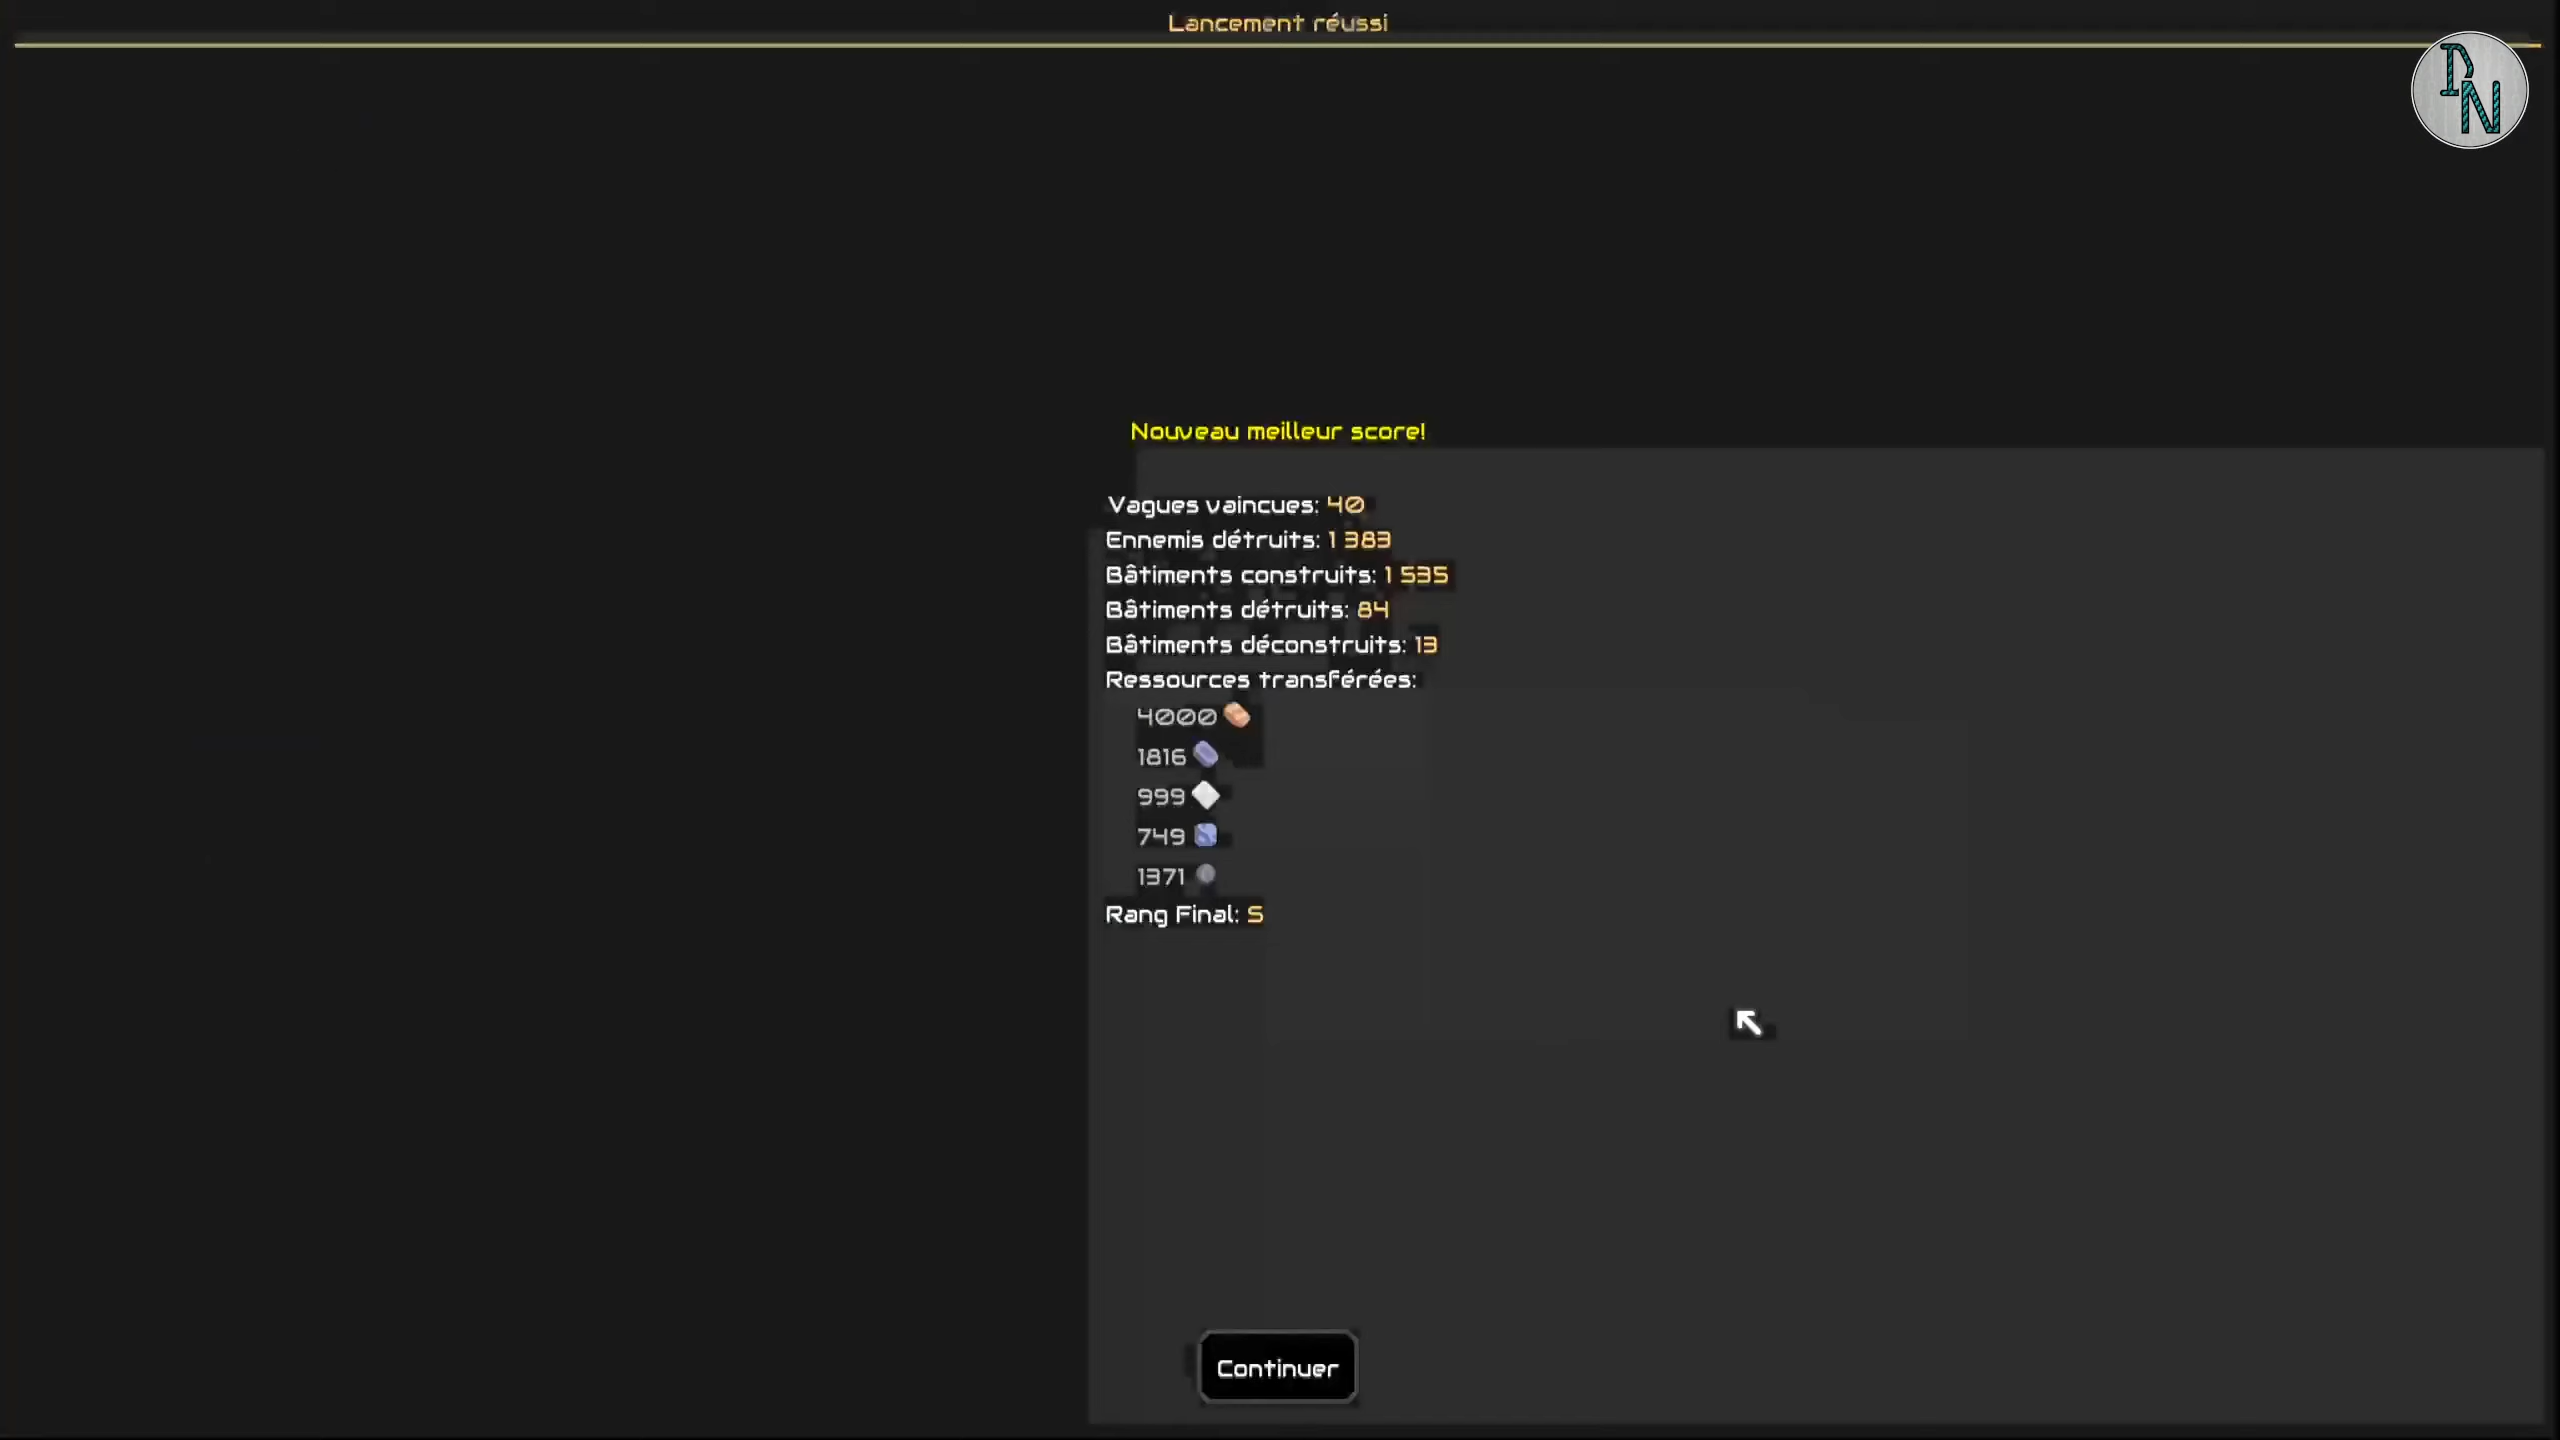 Lancement réussi
PN
Nouveau meilleur score!
Vagues vaincues: 40
Ennemis détruits: 1 383
Bâtiments construits: 1 535
Bâtiments détruits: 84
Bâtiments déconstruits: 13
Ressources transférées:
4000
1816
999
749
1371
Rang Final: S
Continuer